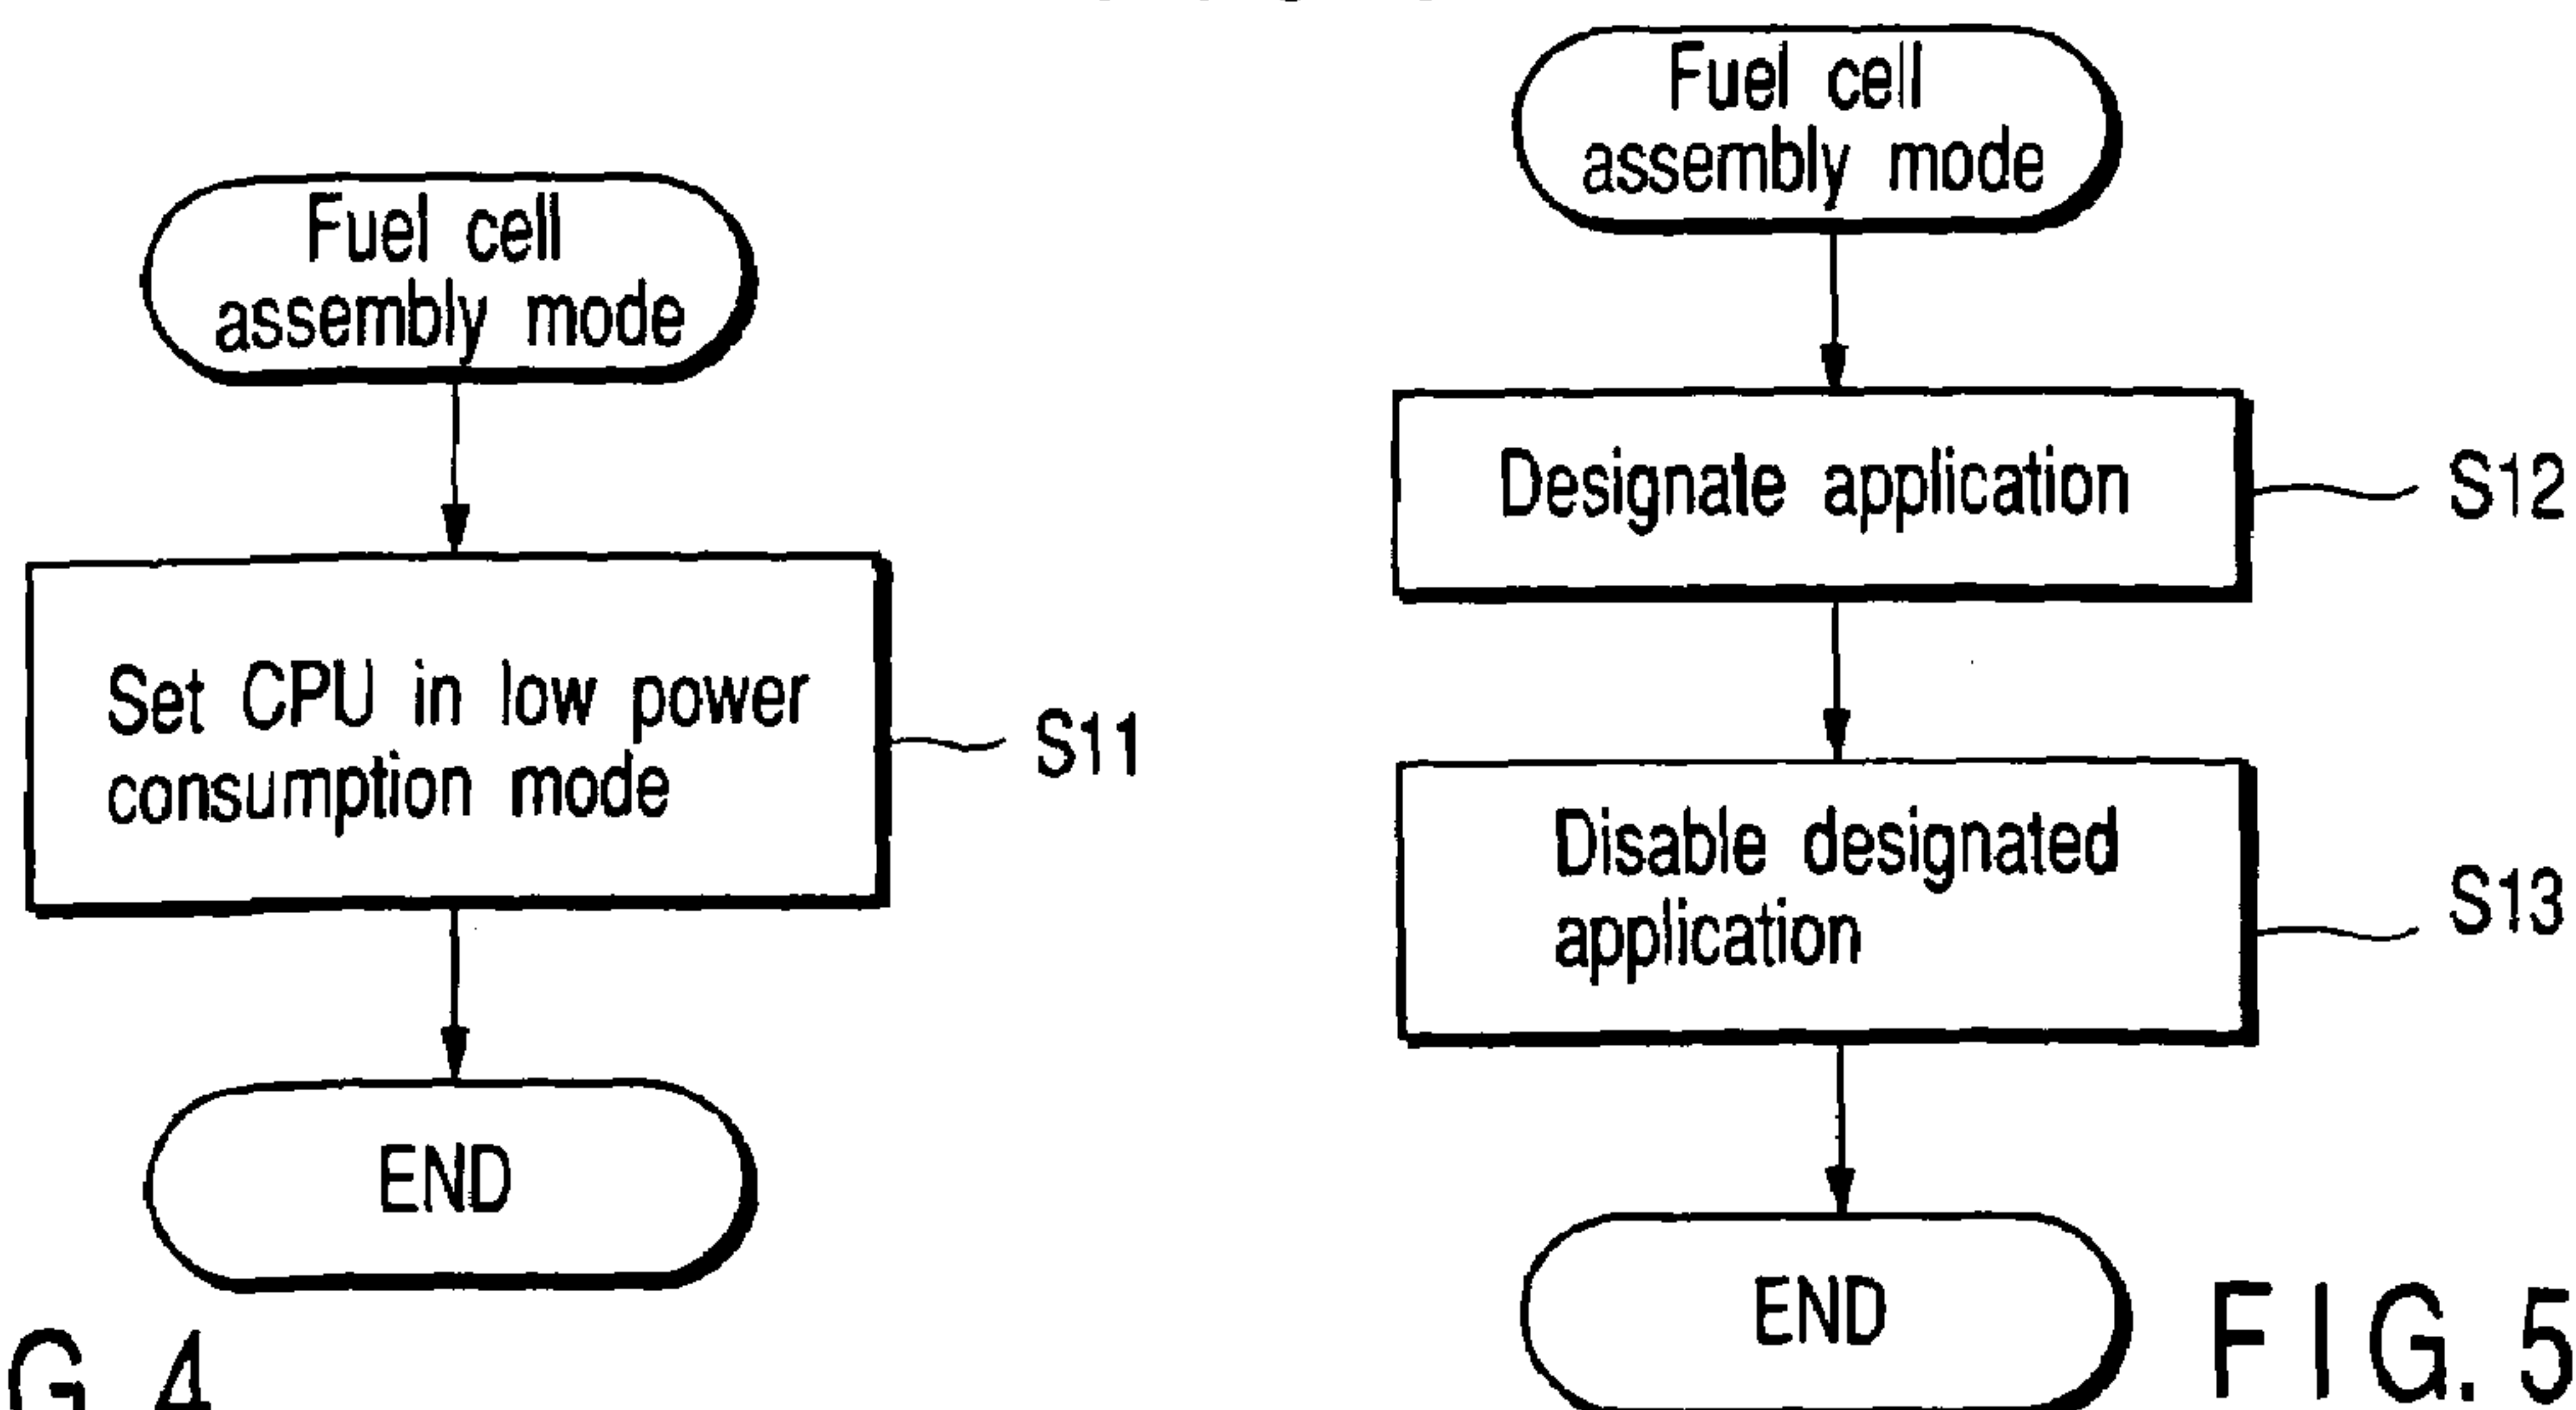 Fuel cell
assembly mode
Set CPU in low power
consumption mode
S11
END
G. 4
Fuel cell
assembly mode
Designate application
S12
Disable designated
application
S13
END
FIG. 5